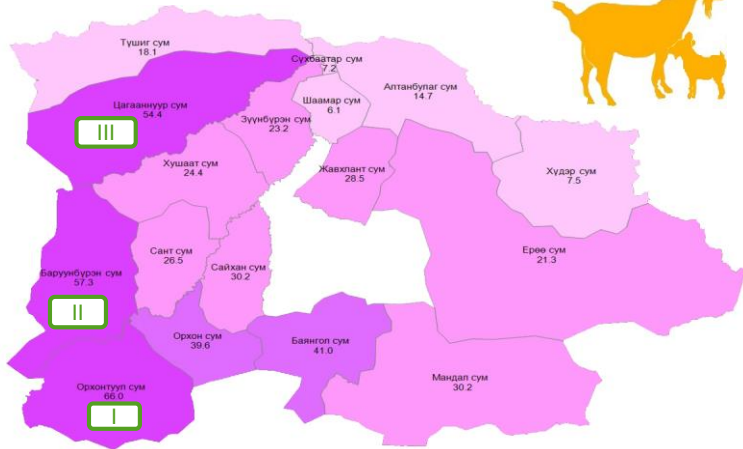 Түшиг сум
18.1
Сүхбаатар сум
7.2
Алтанбулаг сум
14.7
Цагааннуур сум
54.4
III
Шаамар сум
6.1
Зүүнбүрэн сум
23.2
Хушаат сум
24.4
Жавхлант сум
28.5
Хүдэр сум
7.5
Сант сум
26.5
Сайхан сум
30.2
Ерөө сум
21.3
Баруунбүрэн сум
57.3
II
Орхон сум
39.6
Баянгол сум
41.0
Мандал сум
30.2
Орхонтуул сум
66.0
I